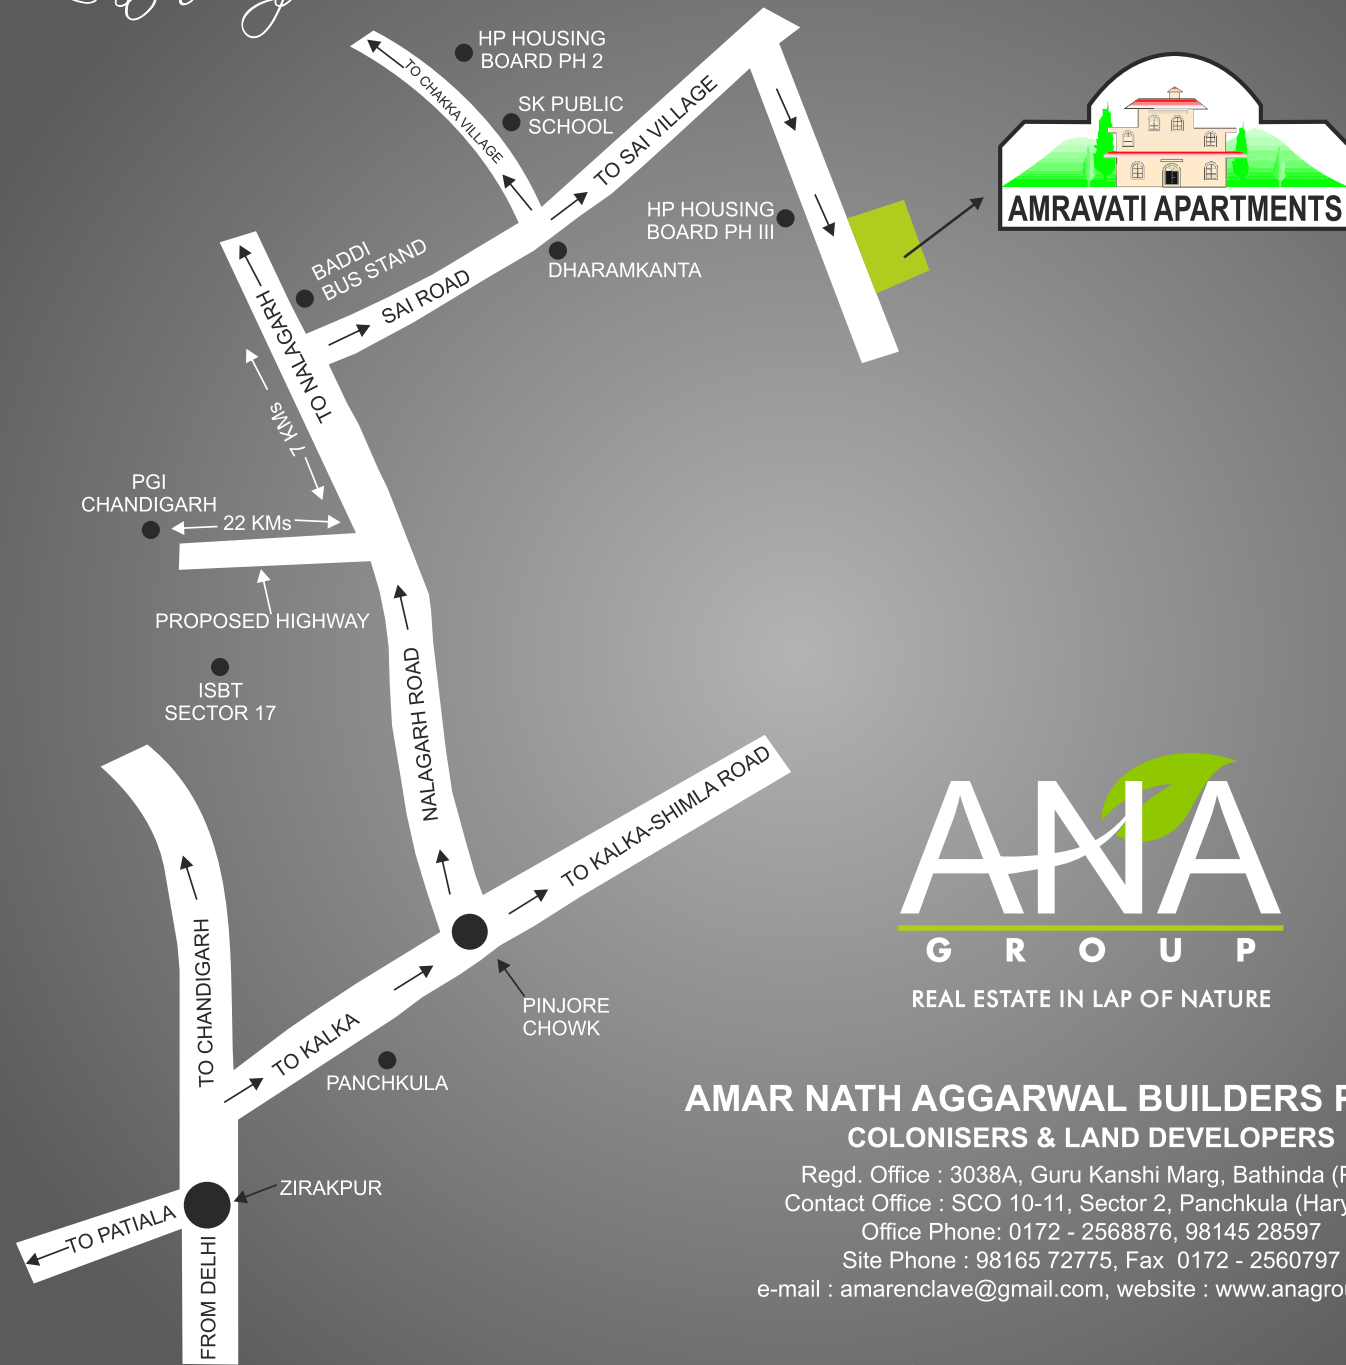 HP HOUSING
BOARD PH 2
TO CHAKKA VILLAGE
SK PUBLIC
SCHOOL
TO SAI VILLAGE
HP HOUSING
BOARD PH III
AMRAVATI APARTMENTS
BADDI
BUS STAND
DHARAMKANTA
SAI ROAD
TO NALAGARH
7 KMs
PGI
CHANDIGARH
22 KMs
PROPOSED HIGHWAY
ISBT
SECTOR 17
NALAGARH ROAD
TO KALKA-SHIMLA ROAD
TO CHANDIGARH
PINJORE
CHOWK
TO KALKA
PANCHKULA
ZIRAKPUR
TO PATIALA
FROM DELHI
ANA
GROUP
REAL ESTATE IN LAP OF NATURE
AMAR NATH AGGARWAL BUILDERS
COLONISERS & LAND DEVELOPERS
Regd. Office : 3038A, Guru Kanshi Marg, Bathinda
Contact Office : SCO 10-11, Sector 2, Panchkula (Hary
Office Phone: 0172 - 2568876, 98145 28597
Site Phone : 98165 72775, Fax 0172 - 2560797
e-mail : amarenclave@gmail.com, website : www.anagro